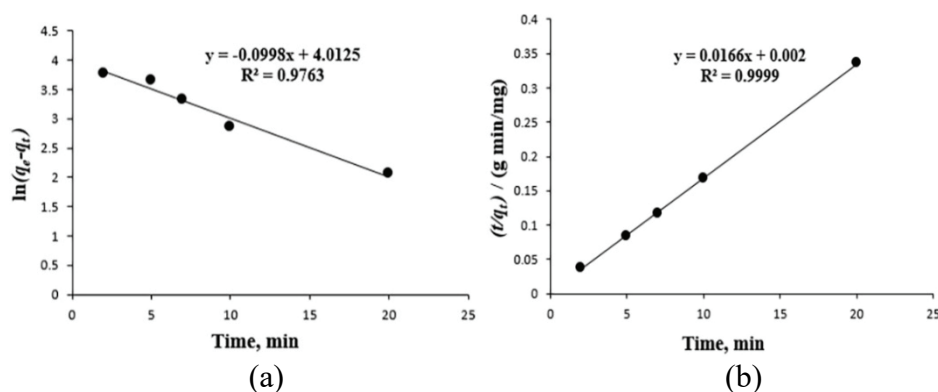 4.5
4
3.5
3
2.5
2
1.5
1
0.5
0
0 5 10 15 20 25
ln(qe-qt)
y = -0.0998x + 4.0125
R² = 0.9763
Time, min
(a)
0.4
0.35
0.3
0.25
0.2
0.15
0.1
0.05
0
0 5 10 15 20 25
(t/qt) / (g min/mg)
y = 0.0166x + 0.002
R² = 0.9999
Time, min
(b)